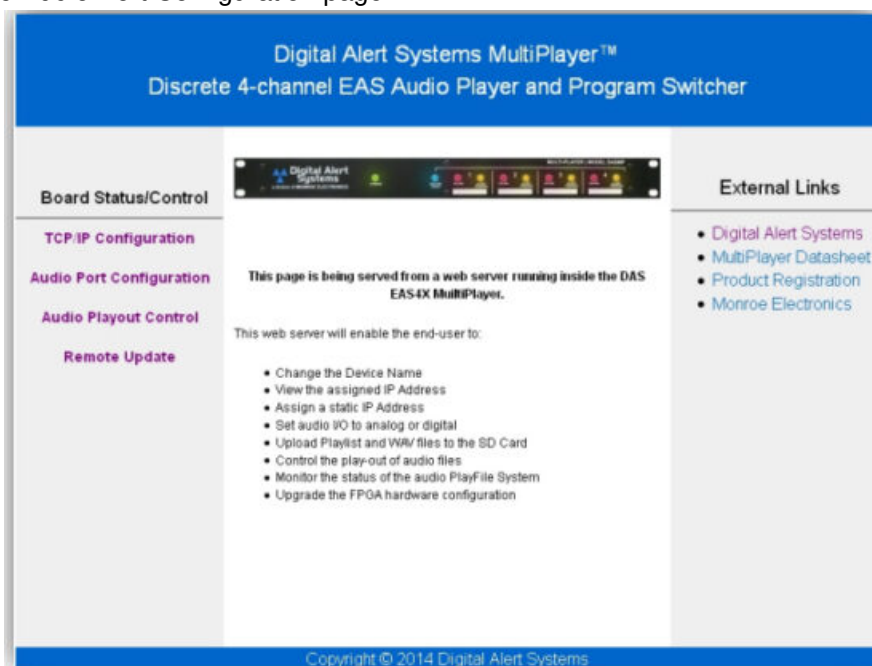 Digital Alert Systems MultiPlayer™
Discrete 4-channel EAS Audio Player and Program Switcher
Board Status/Control
TCP/IP Configuration
Audio Port Configuration
Audio Playout Control
Remote Update
Digital Alert
Systems
This page is being served from a web server running inside the DAS
EAS4X MultiPlayer.
This web server will enable the end-user to:
• Change the Device Name
• View the assigned IP Address
• Assign a static IP Address
• Set audio I/O to analog or digital
• Upload Playlist and WAV files to the SD Card
• Control the play-out of audio files
• Monitor the status of the audio PlayFile System
• Upgrade the FPGA hardware configuration
External Links
• Digital Alert Systems
• MultiPlayer Datasheet
• Product Registration
• Monroe Electronics
Copyright © 2014 Digital Alert Systems